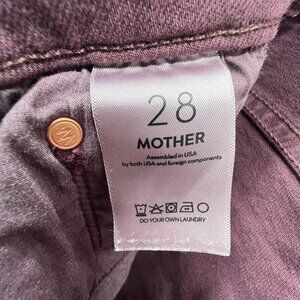 28
MOTHER
Assembled in USA
by both USA and foreign components
DO YOUR OWN LAUNDRY